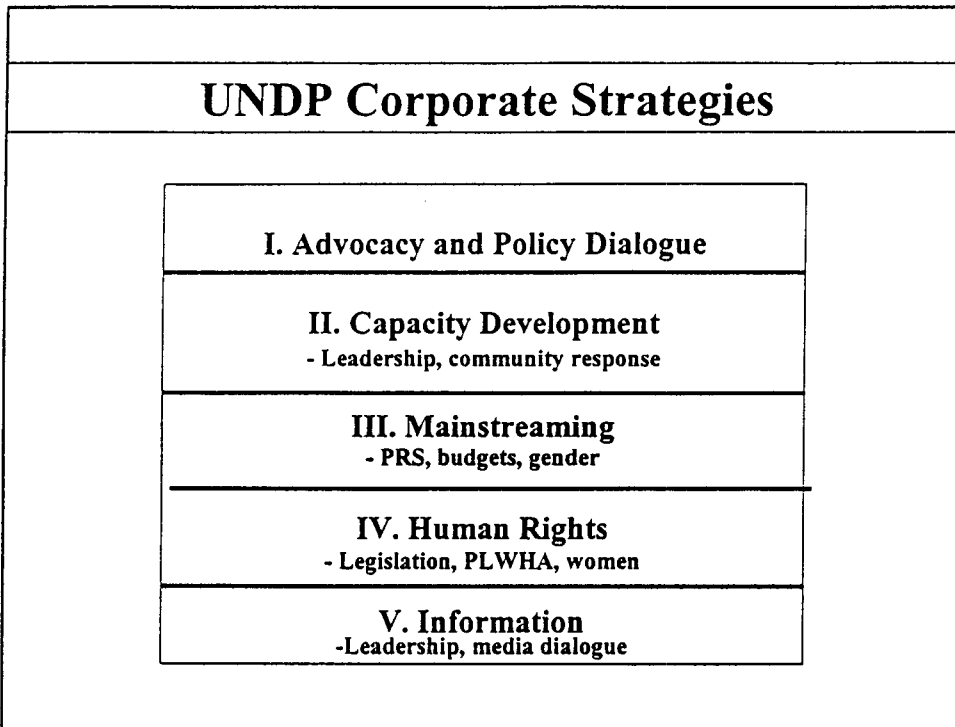 UNDP Corporate Strategies
I. Advocacy and Policy Dialogue
II. Capacity Development
- Leadership, community response
III. Mainstreaming
- PRS, budgets, gender
IV. Human Rights
- Legislation, PLWHA, women
V. Information
-Leadership, media dialogue